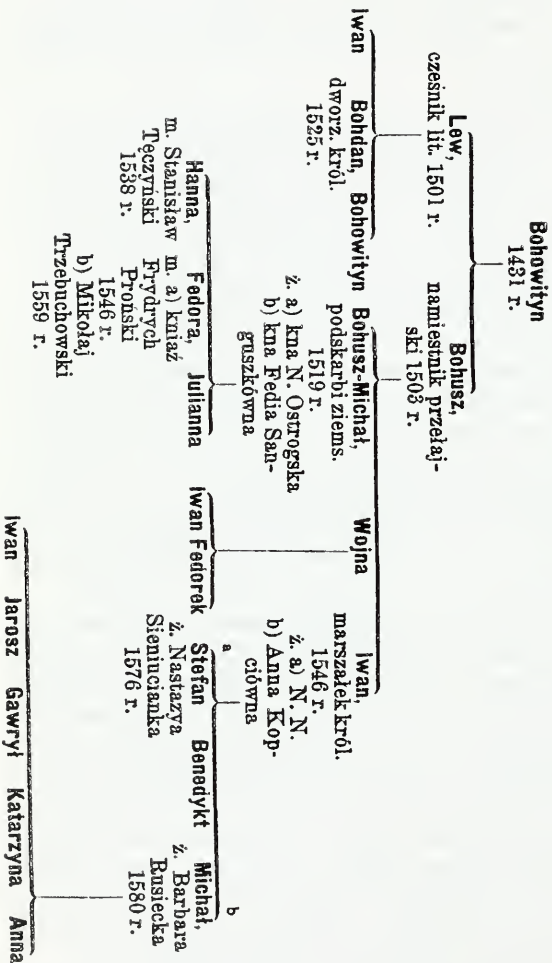 Bohowityn
1431 r.
Lew,
cześnik lit. 1501 r.
Bohusz,
namiestnik przełaj-
ski 1503 r.
Iwan
Bohdan,
dworz. król.
1525 r.
Bohowityn
Bohusz-Michał,
podskarbi ziems.
1519 r.
ż. a) kna N. Ostrogska
b) kna Fedia San-
guszkówna
Wojna
Iwan,
marszałek król.
1546 r.
ż. a) N. N.
b) Anna Kop-
ciówna
Hanna,
m. Stanisław
Tęczyński
1538 r.
Fedora,
m. a) kniaź
Frydrych
Proński
1546 r.
b) Mikołaj
Trzebuchowski
1559 r.
Julianna
Iwan Fedorek
a
Stefan
ż. Nastazya
Sieniucianka
1576 r.
Benedykt
b
Michał,
ż. Barbara
Rusiecka
1580 r.
Iwan Jarosz Gawrył Katarzyna Anna